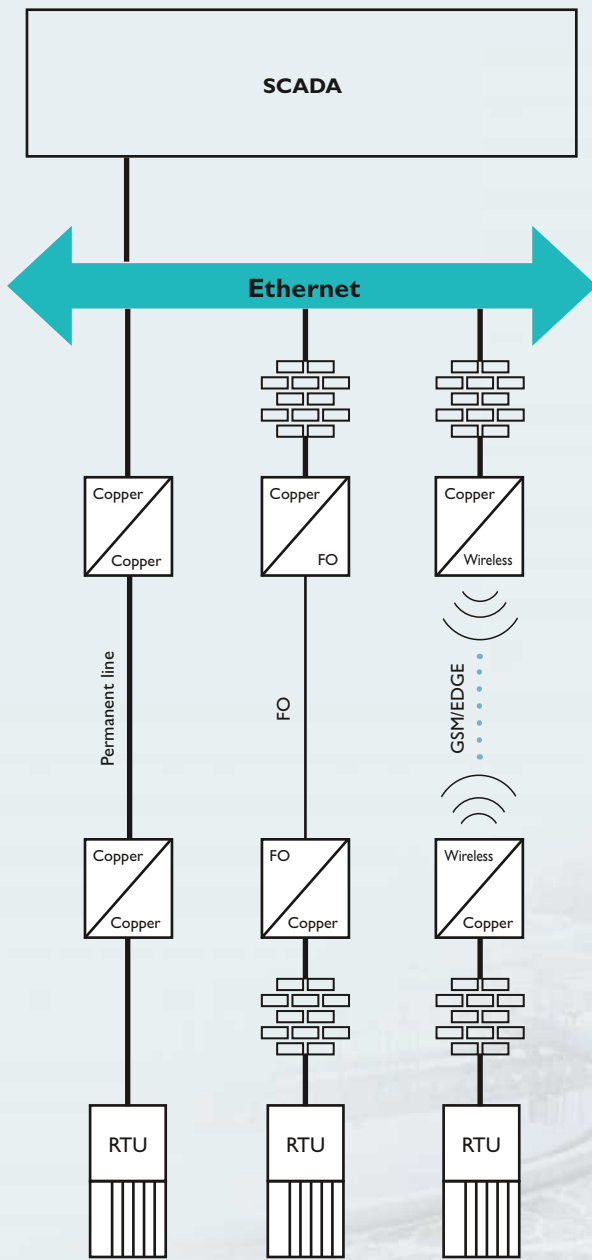 SCADA
Ethernet
Copper
Copper
Copper
FO
Copper
Wireless
Permanent line
FO
GSM/EDGE
Copper
Copper
FO
Copper
Wireless
Copper
RTU
RTU
RTU